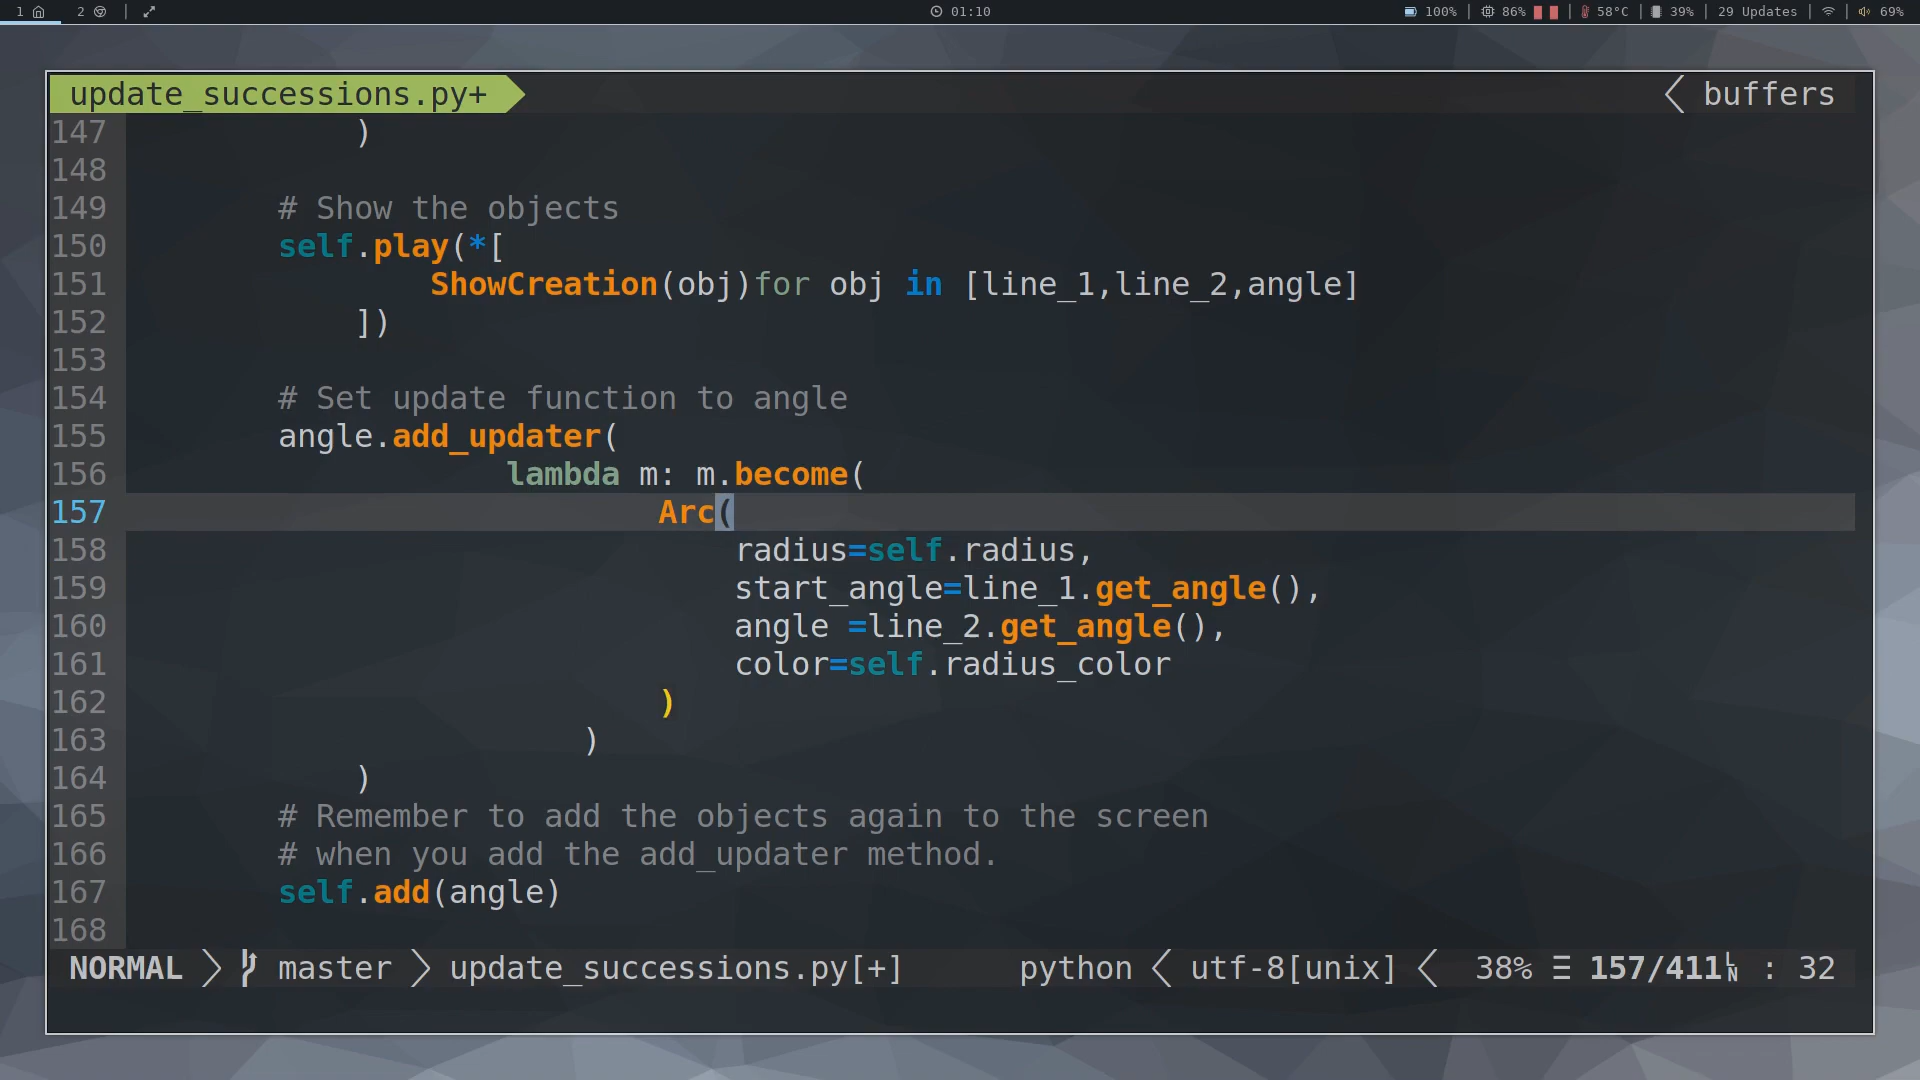 1 2 01:10 100% 86% 58°C 39% 29 Updates 69%
update_successions.py+ buffers
147 )
148
149 # Show the objects
150 self.play(*[
151 ShowCreation(obj)for obj in [line_1,line_2,angle]
152 ])
153
154 # Set update function to angle
155 angle.add_updater(
156 lambda m: m.become(
157 Arc(
158 radius=self.radius,
159 start_angle=line_1.get_angle(),
160 angle =line_2.get_angle(),
161 color=self.radius_color
162 )
163 )
164 )
165 # Remember to add the objects again to the screen
166 # when you add the add_updater method.
167 self.add(angle)
168
NORMAL master update_successions.py[+] python utf-8[unix] 38% ☰ 157/411 LN : 32